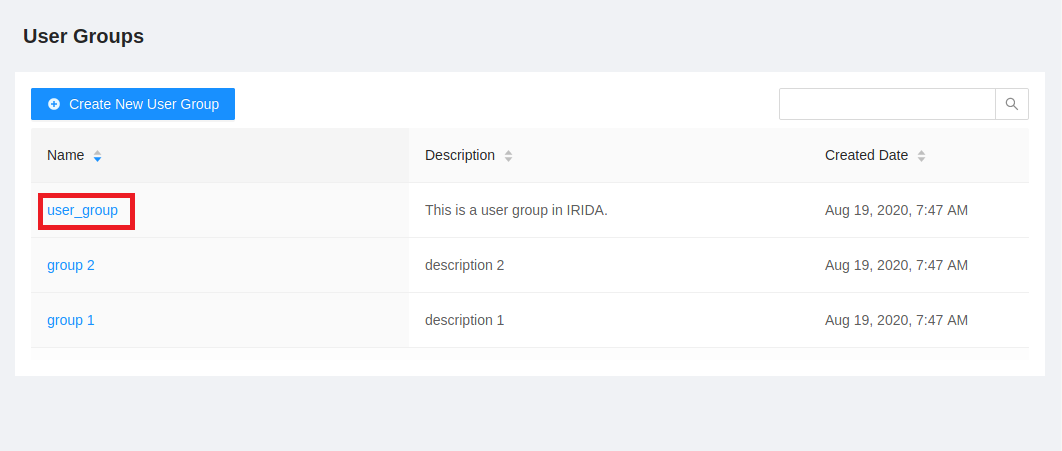 User Groups
Create New User Group
Name Description Created Date
user_group This is a user group in IRIDA. Aug 19, 2020, 7:47 AM
group 2 description 2 Aug 19, 2020, 7:47 AM
group 1 description 1 Aug 19, 2020, 7:47 AM